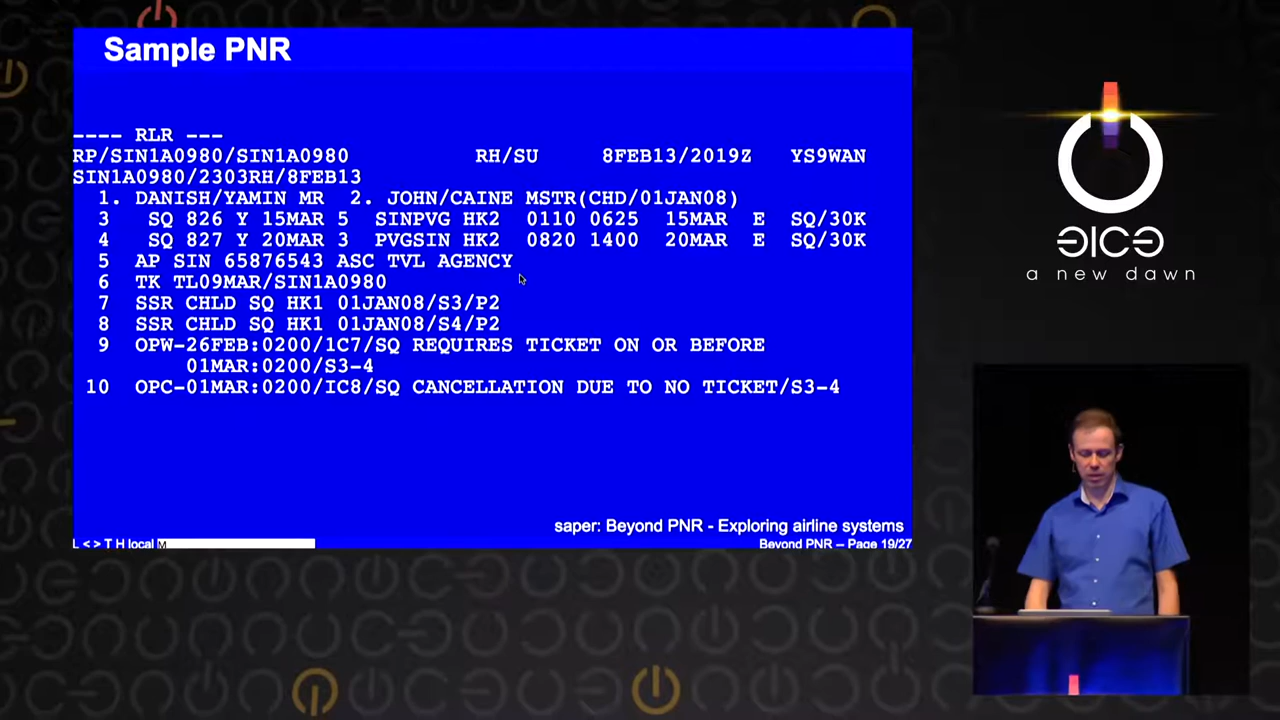 Sample PNR
---- RLR ---
RP/SIN1A0980/SIN1A0980 RH/SU 8FEB13/2019Z YS9WAN
SIN1A0980/2303RH/8FEB13
1. DANISH/YAMIN MR 2. JOHN/CAINE MSTR(CHD/01JAN08)
3 SQ 826 Y 15MAR 5 SINPVG HK2 0110 0625 15MAR E SQ/30K
4 SQ 827 Y 20MAR 3 PVGSIN HK2 0820 1400 20MAR E SQ/30K
5 AP SIN 65876543 ASC TVL AGENCY
6 TK TL09MAR/SIN1A0980
7 SSR CHLD SQ HK1 01JAN08/S3/P2
8 SSR CHLD SQ HK1 01JAN08/S4/P2
9 OPW-26FEB:0200/1C7/SQ REQUIRES TICKET ON OR BEFORE
01MAR:0200/S3-4
10 OPC-01MAR:0200/IC8/SQ CANCELLATION DUE TO NO TICKET/S3-4
saper: Beyond PNR - Exploring airline systems
L < > T H local M
Beyond PNR -- Page 19/27
a new dawn